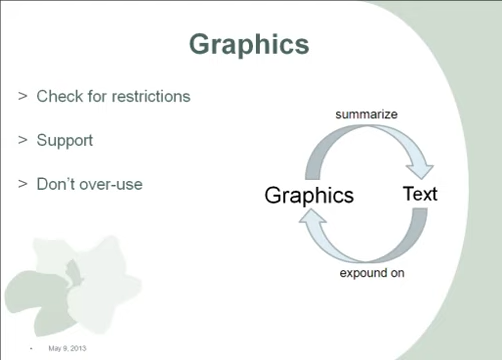 Graphics
> Check for restrictions
> Support
> Don't over-use
summarize
Graphics
Text
expound on
- May 9, 2013